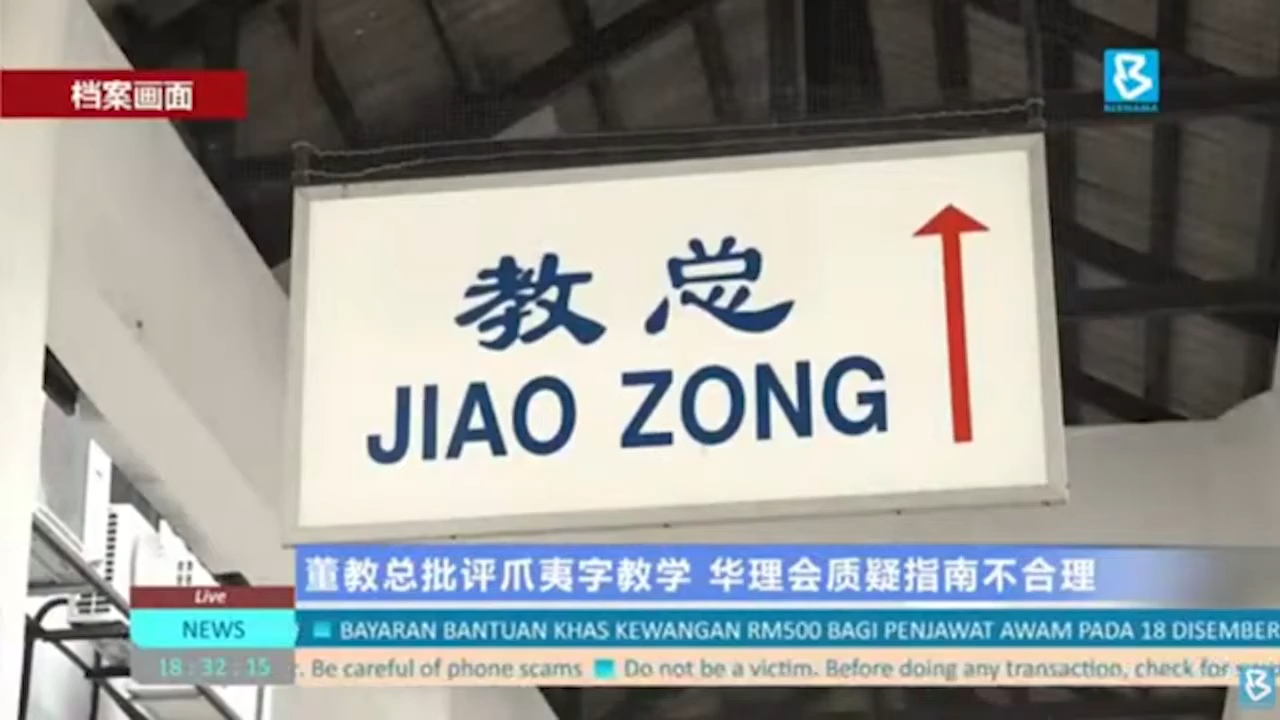 档案画面
BERNAMA
教总
JIAO ZONG
董教总批评爪夷字教学 华理会质疑指南不合理
Live
NEWS
BAYARAN BANTUAN KHAS KEWANGAN RM500 BAGI PENJAWAT AWAM PADA 18 DISEMBER
18:32:15
. Be careful of phone scams Do not be a victim. Before doing any transaction, check for